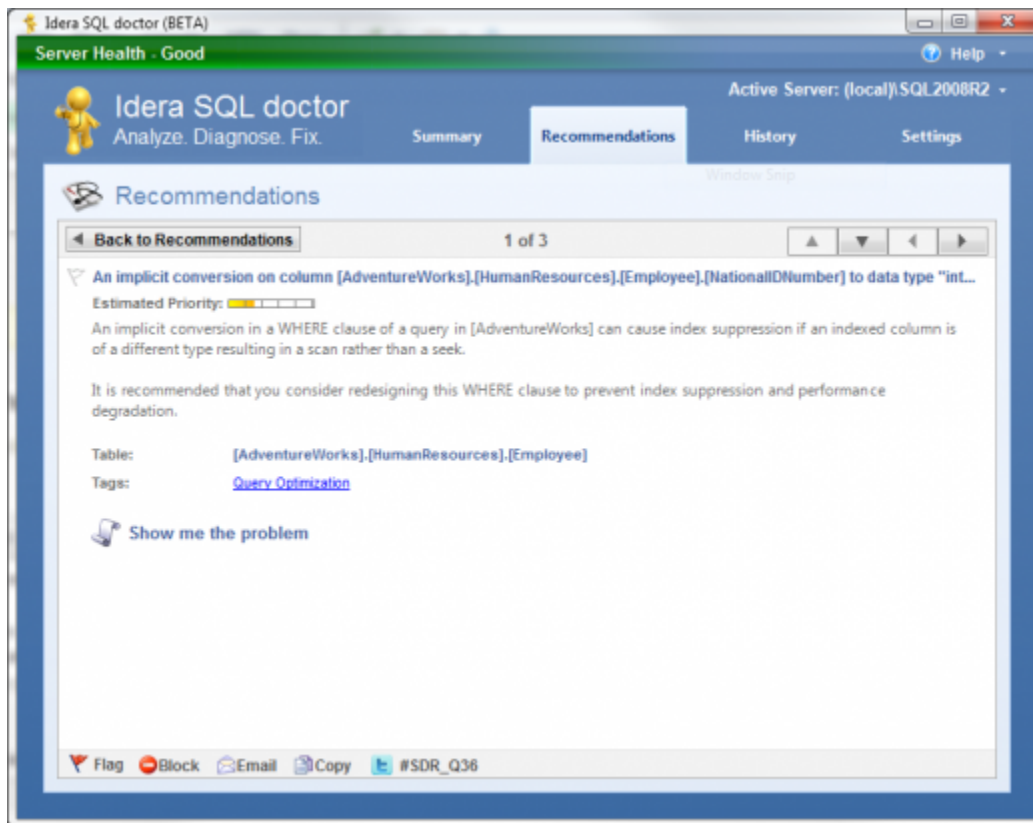 Idera SQL doctor (BETA)
Server Health - Good
Help
Active Server: (local)\SQL2008R2
Idera SQL doctor
Analyze. Diagnose. Fix.
Summary
Recommendations
History
Settings
Window Snip
Recommendations
Back to Recommendations
1 of 3
An implicit conversion on column [AdventureWorks].[HumanResources].[Employee].[NationalIDNumber] to data type "int...
Estimated Priority:
An implicit conversion in a WHERE clause of a query in [AdventureWorks] can cause index suppression if an indexed column is
of a different type resulting in a scan rather than a seek.
It is recommended that you consider redesigning this WHERE clause to prevent index suppression and performance
degradation.
Table: [AdventureWorks].[HumanResources].[Employee]
Tags: Query Optimization
Show me the problem
Flag Block Email Copy #SDR_Q36